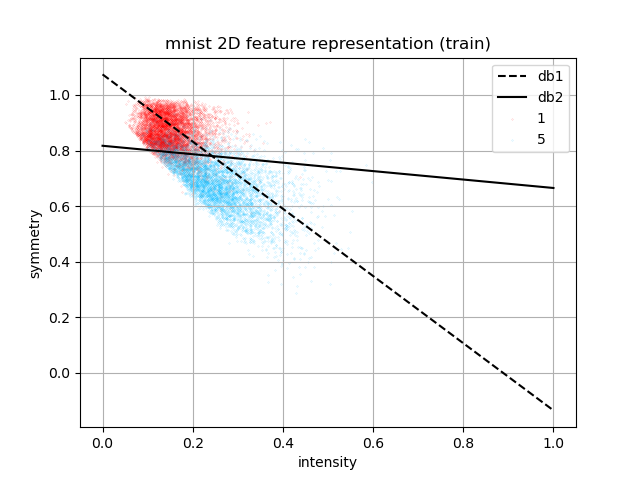 mnist 2D feature representation (train)
db1
db2
1
5
1.0
0.8
0.6
0.4
0.2
0.0
symmetry
0.0 0.2 0.4 0.6 0.8 1.0
intensity